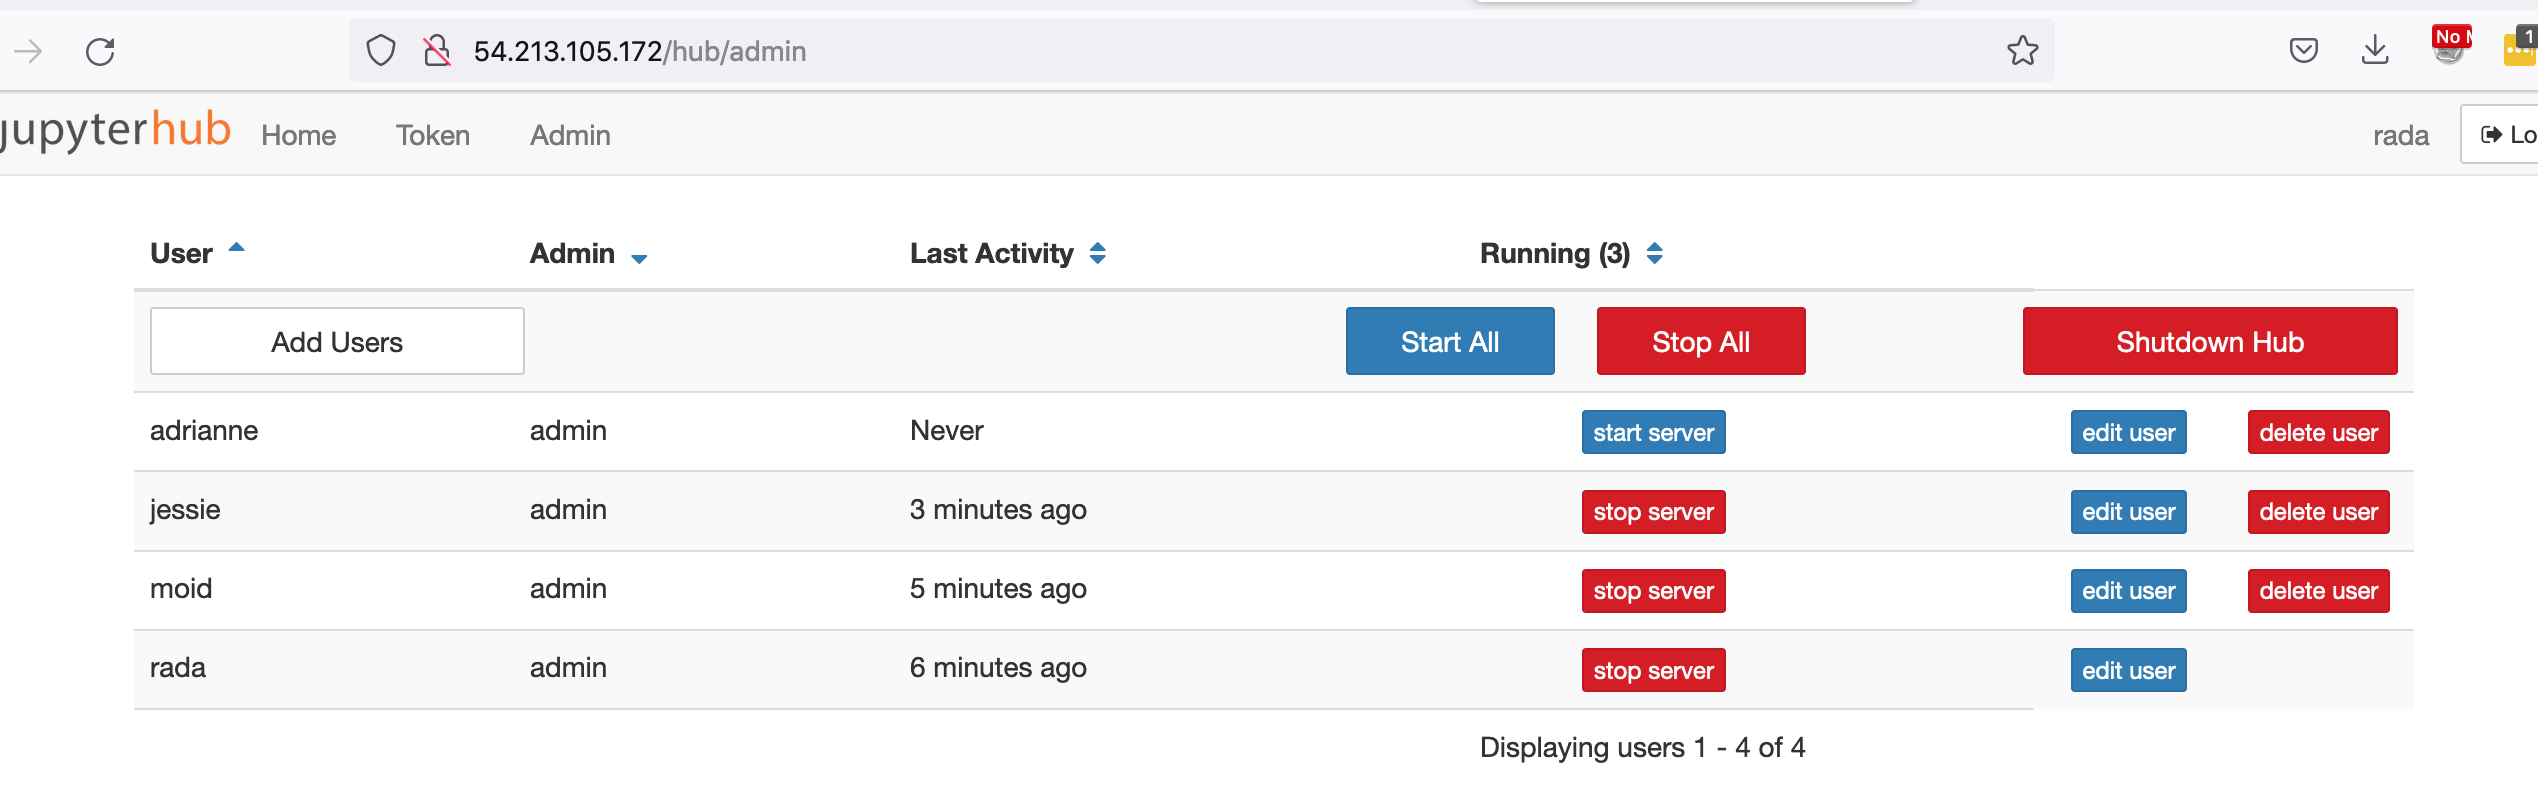 54.213.105.172/hub/admin
No
1
jupyterhub Home Token Admin rada Lo
User Admin Last Activity Running (3)
Add Users Start All Stop All Shutdown Hub
adrianne admin Never start server edit user delete user
jessie admin 3 minutes ago stop server edit user delete user
moid admin 5 minutes ago stop server edit user delete user
rada admin 6 minutes ago stop server edit user
Displaying users 1 - 4 of 4